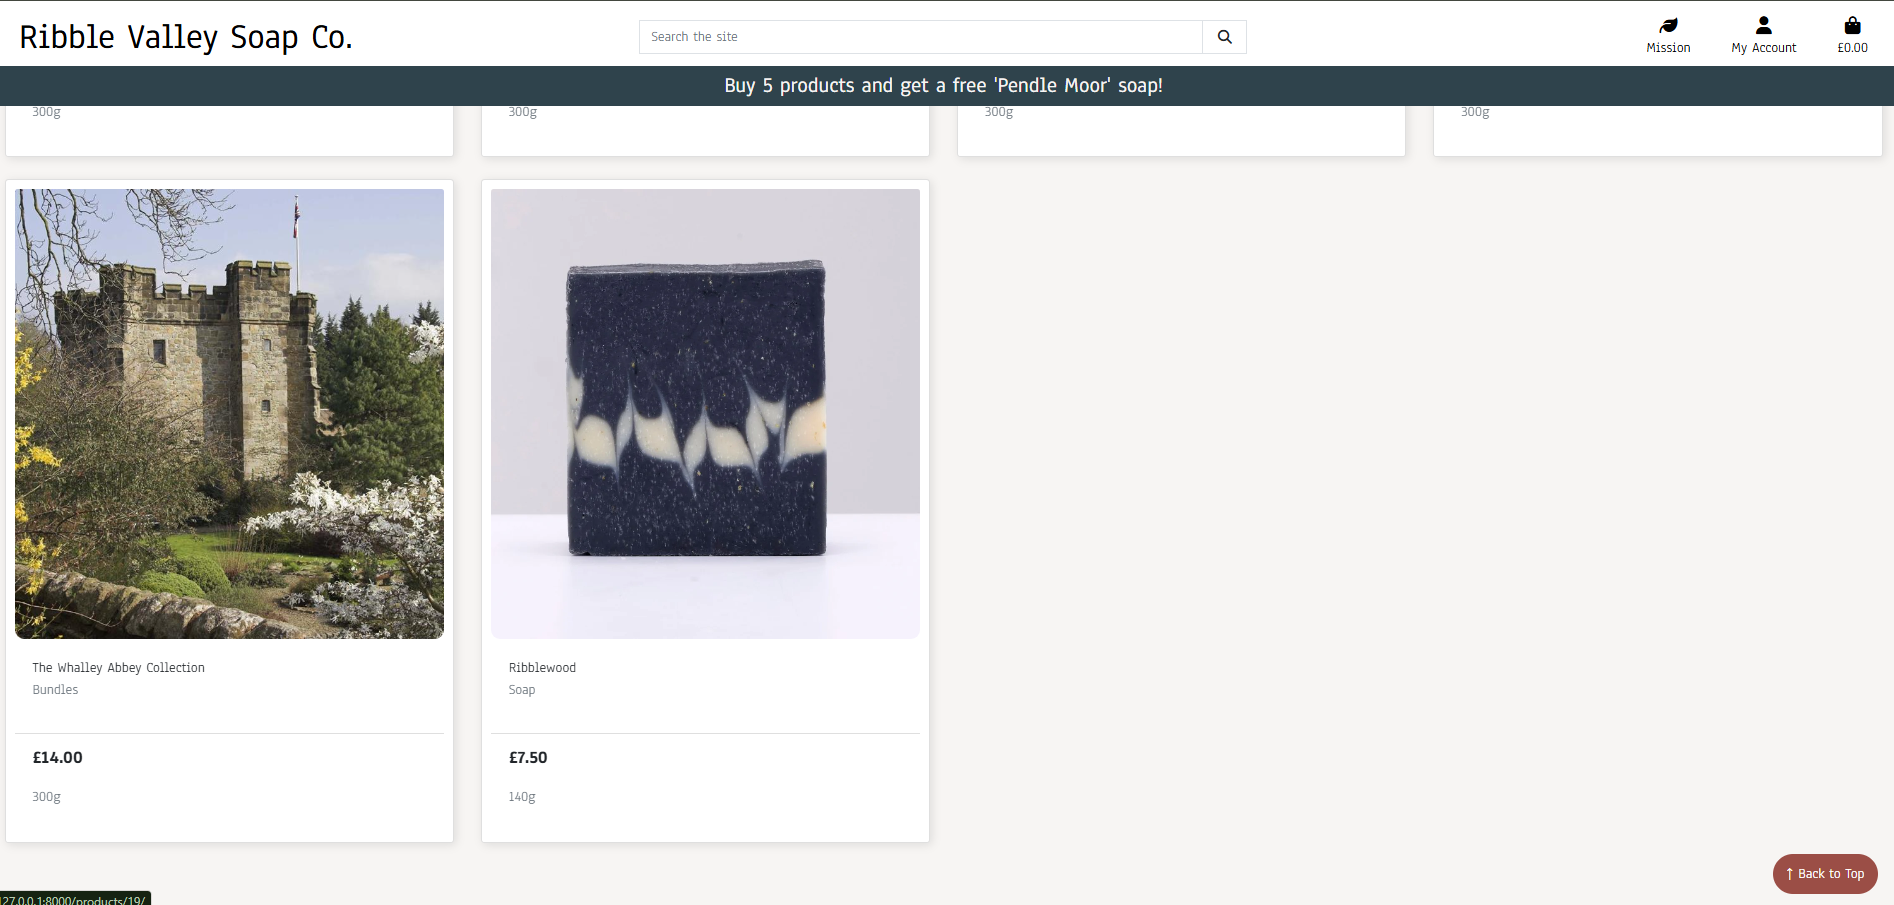 Ribble Valley Soap Co.
Search the site
Mission
My Account
£0.00
Buy 5 products and get a free 'Pendle Moor' soap!
300g
300g
300g
300g
The Whalley Abbey Collection
Bundles
£14.00
300g
Ribblewood
Soap
£7.50
140g
↑ Back to Top
127.0.0.1:8000/products/19/